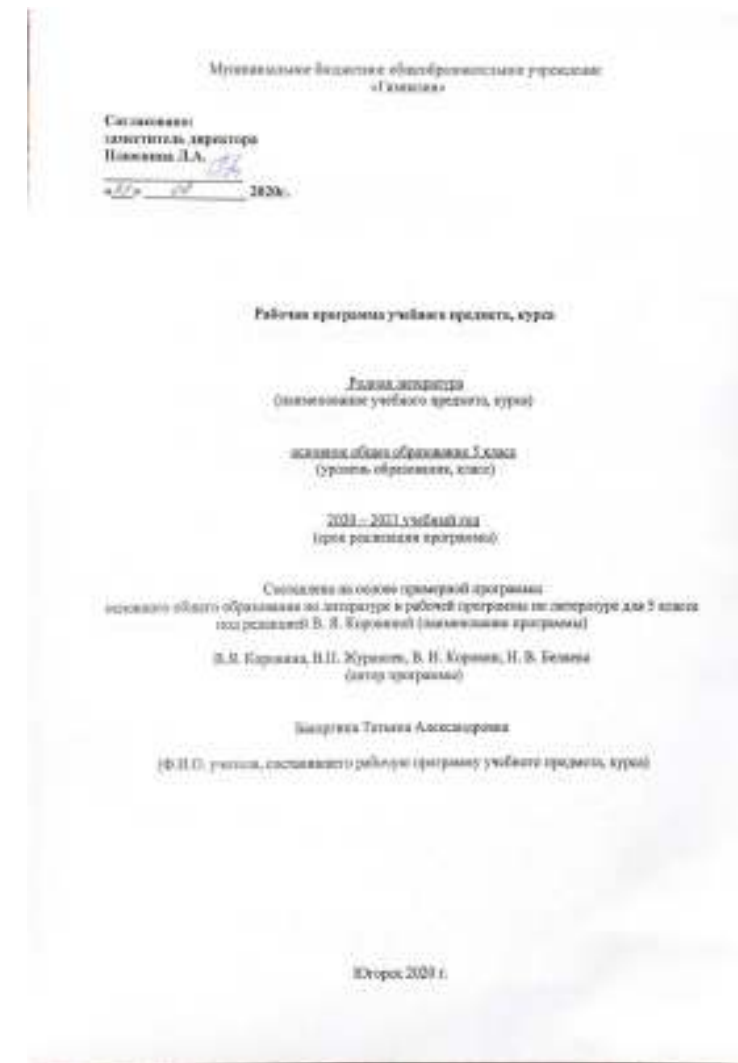 Муниципальное бюджетное общеобразовательное учреждение
«Гимназия»
Согласовано:
заместитель директора
Л.А.
2020г.
Рабочая программа учебного предмета, курса
Родная литература
(наименование учебного предмета, курса)
основное общее образование 5 класс
(уровень образования, класс)
2020 – 2021 учебный год
(срок реализации программы)
Составлена на основе примерной программы
основного общего образования по литературе и рабочей программы по литературе для 5 класса
под редакцией В. Я. Коровиной (наименование программы)
В.Я. Коровина, В.П. Журавлев, В. И. Коровин, Н. В. Беляева
(автор программы)
Татьяна Александровна
(Ф.И.О. учителя, составившего рабочую программу учебного предмета, курса)
Югорск 2020 г.